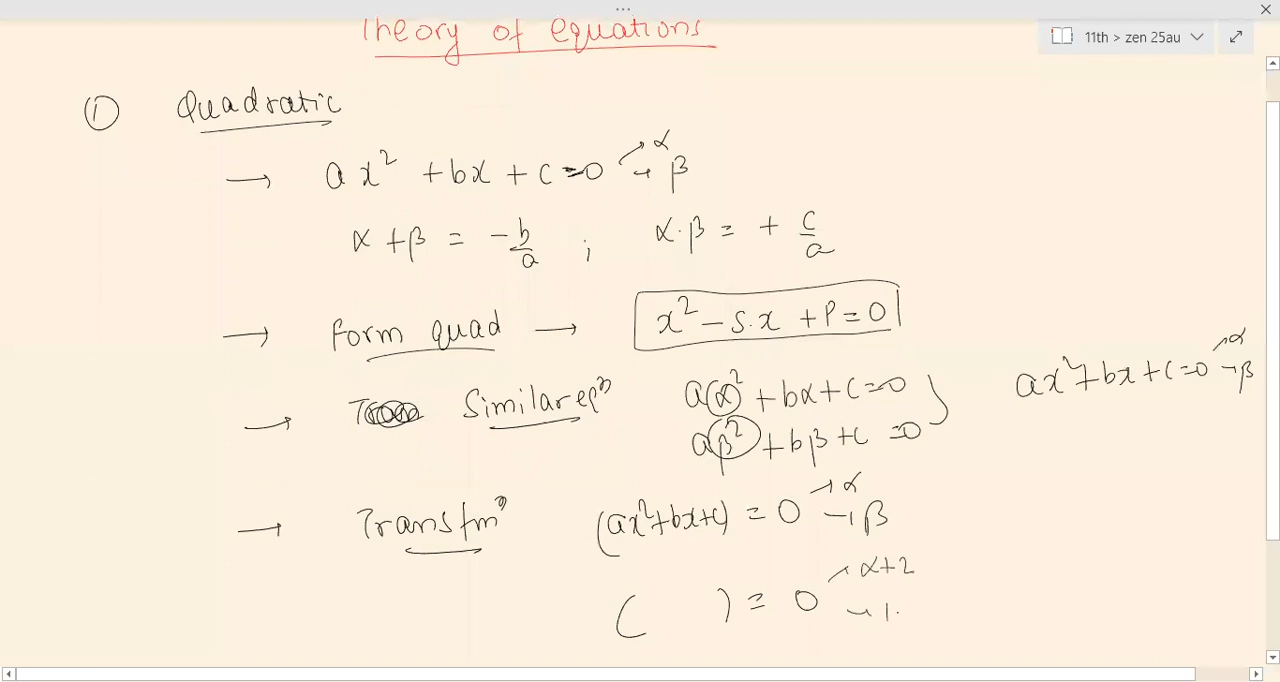 Theory of equations
11th > zen 25au
① Quadratic
→ ax² + bx + c = 0 → α → β
α + β = -b/a ; α·β = + c/a
→ Form quad → x² - S.x + P = 0
→ Similar eqⁿ a(α)² + bα + c = 0 } ax² + bx + c = 0 → α → β
aβ² + bβ + c = 0
→ Transfmⁿ (ax² + bx + c) = 0 → α → β
( ) = 0 → α+2 →